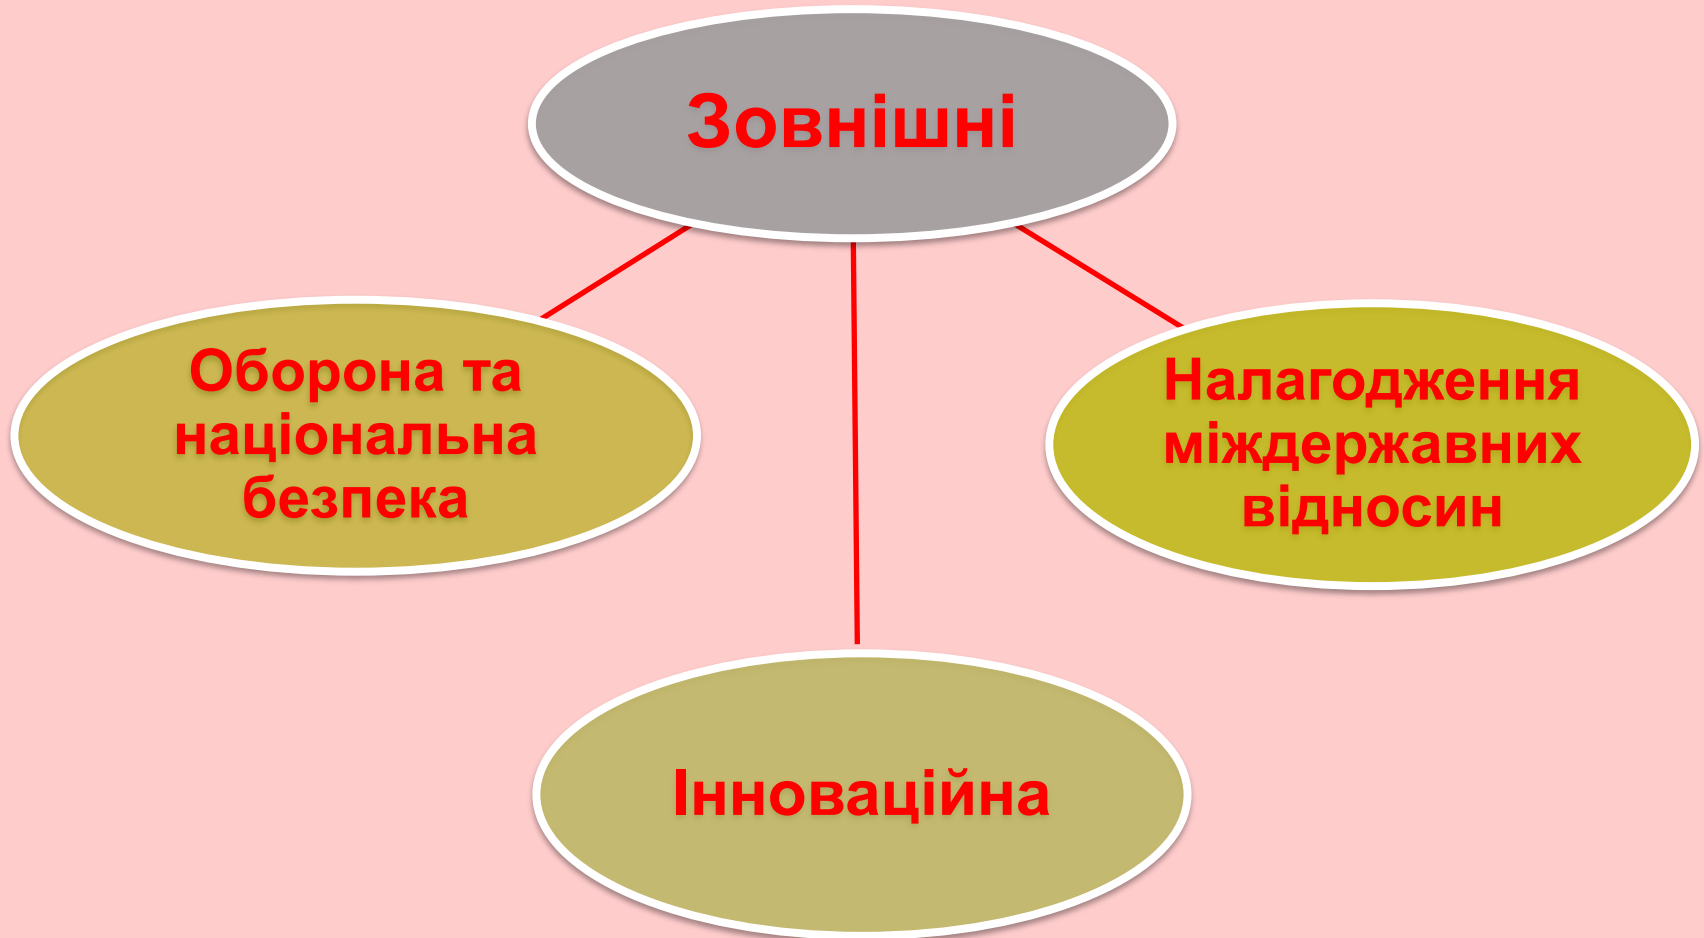 Зовнішні
Оборона та
національна
безпека
Налагодження
міждержавних
відносин
Інноваційна